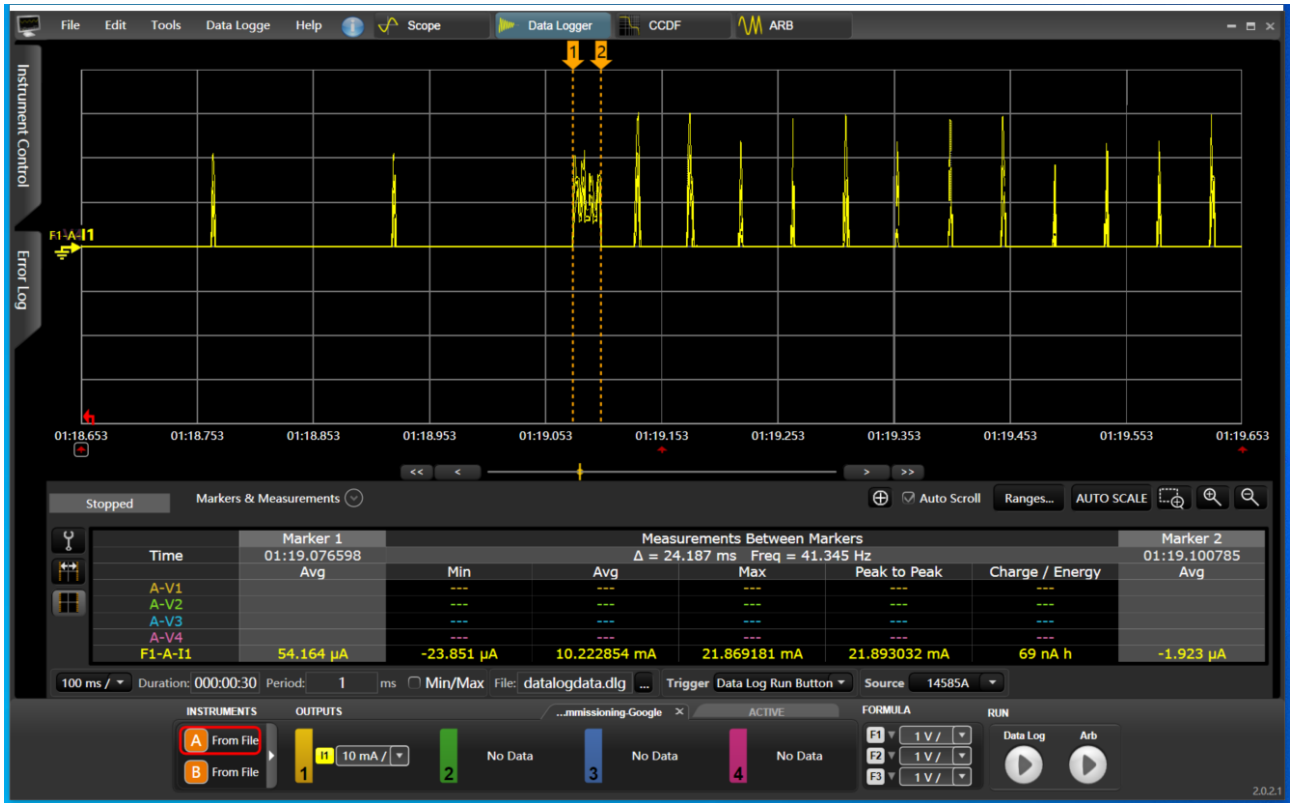 File Edit Tools Data Logge Help i Scope Data Logger CCDF ARB
Instrument Control
Error Log
1 2
F1-A-I1
01:18.653 01:18.753 01:18.853 01:18.953 01:19.053 01:19.153 01:19.253 01:19.353 01:19.453 01:19.553 01:19.653
<< < > >>
Stopped Markers & Measurements Auto Scroll Ranges... AUTO SCALE
Marker 1 Measurements Between Markers Marker 2
Time 01:19.076598 Δ = 24.187 ms Freq = 41.345 Hz 01:19.100785
Avg Min Avg Max Peak to Peak Charge / Energy Avg
A-V1 --- --- --- --- ---
A-V2 --- --- --- --- ---
A-V3 --- --- --- --- ---
A-V4 --- --- --- --- ---
F1-A-I1 54.164 µA -23.851 µA 10.222854 mA 21.869181 mA 21.893032 mA 69 nA h -1.923 µA
100 ms / Duration: 000:00:30 Period: 1 ms Min/Max File: datalogdata.dlg ... Trigger Data Log Run Button Source 14585A
INSTRUMENTS OUTPUTS ...mmissioning-Google × ACTIVE FORMULA RUN
A From File
B From File
1 I1 10 mA /
2 No Data
3 No Data
4 No Data
F1 1 V /
F2 1 V /
F3 1 V /
Data Log Arb
2.0.2.1